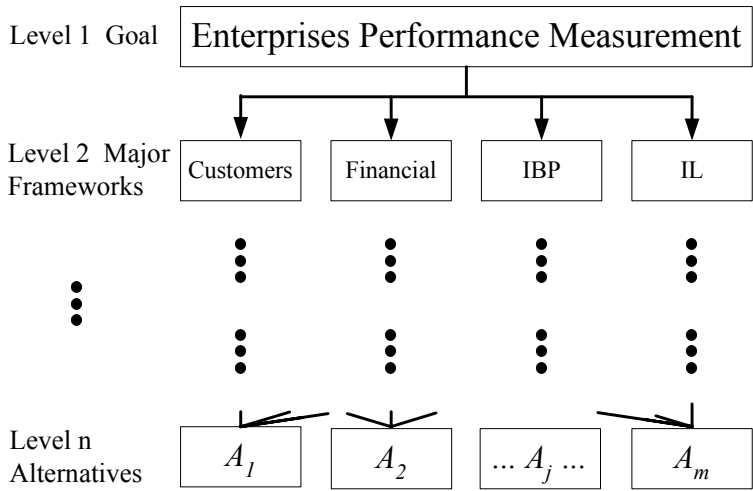 Level 1 Goal
Enterprises Performance Measurement
Level 2 Major
Frameworks
Customers
Financial
IBP
IL
Level n
Alternatives
A1
A2
... Aj ...
Am